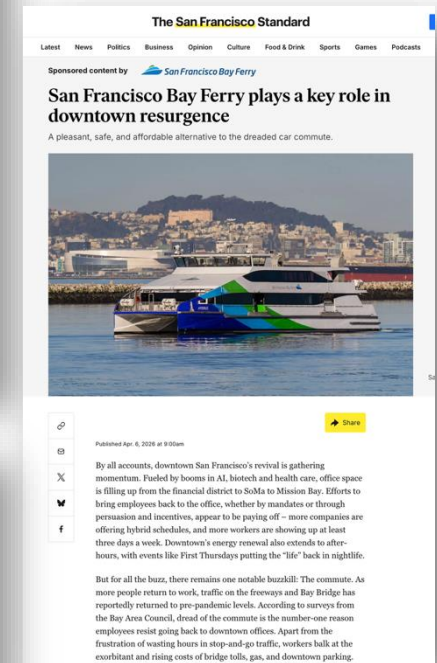 The San Francisco Standard
Latest News Politics Business Opinion Culture Food & Drink Sports Games Podcasts
Sponsored content by San Francisco Bay Ferry
San Francisco Bay Ferry plays a key role in
downtown resurgence
A pleasant, safe, and affordable alternative to the dreaded car commute.
Share
Published Apr. 6, 2026 at 9:00am
By all accounts, downtown San Francisco's revival is gathering
momentum. Fueled by booms in AI, biotech and health care, office space
is filling up from the financial district to SoMa to Mission Bay. Efforts to
bring employees back to the office, whether by mandates or through
persuasion and incentives, appear to be paying off – more companies are
offering hybrid schedules, and more workers are showing up at least
three days a week. Downtown's energy renewal also extends to after-
hours, with events like First Thursdays putting the "life" back in nightlife.
But for all the buzz, there remains one notable buzzkill: The commute. As
more people return to work, traffic on the freeways and Bay Bridge has
reportedly returned to pre-pandemic levels. According to surveys from
the Bay Area Council, dread of the commute is the number-one reason
employees resist going back to downtown offices. Apart from the
frustration of wasting hours in stop-and-go traffic, workers balk at the
exorbitant and rising costs of bridge tolls, gas, and downtown parking.